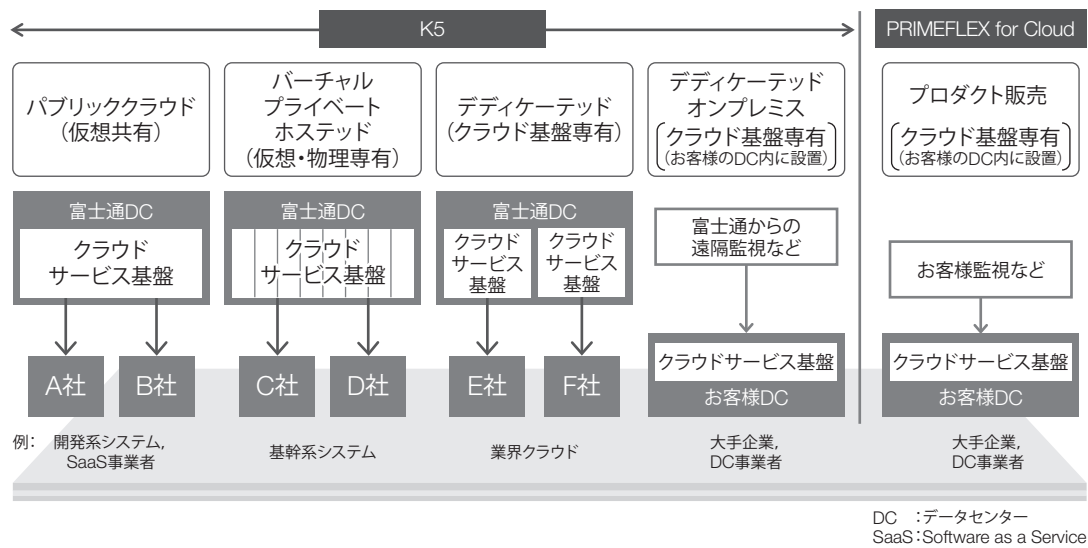 K5
PRIMEFLEX for Cloud
パブリッククラウド
(仮想共有)
バーチャル
プライベート
ホステッド
(仮想・物理専有)
デディケーテッド
(クラウド基盤専有)
デディケーテッド
オンプレミス
クラウド基盤専有
(お客様のDC内に設置)
プロダクト販売
クラウド基盤専有
(お客様のDC内に設置)
富士通DC
クラウド
サービス基盤
富士通DC
クラウド
サービス基盤
富士通DC
クラウド
サービス
基盤
クラウド
サービス
基盤
富士通からの
遠隔監視など
お客様監視など
A社
B社
C社
D社
E社
F社
クラウドサービス基盤
お客様DC
クラウドサービス基盤
お客様DC
例: 開発系システム,
SaaS事業者
基幹系システム
業界クラウド
大手企業,
DC事業者
大手企業,
DC事業者
DC :データセンター
SaaS:Software as a Service